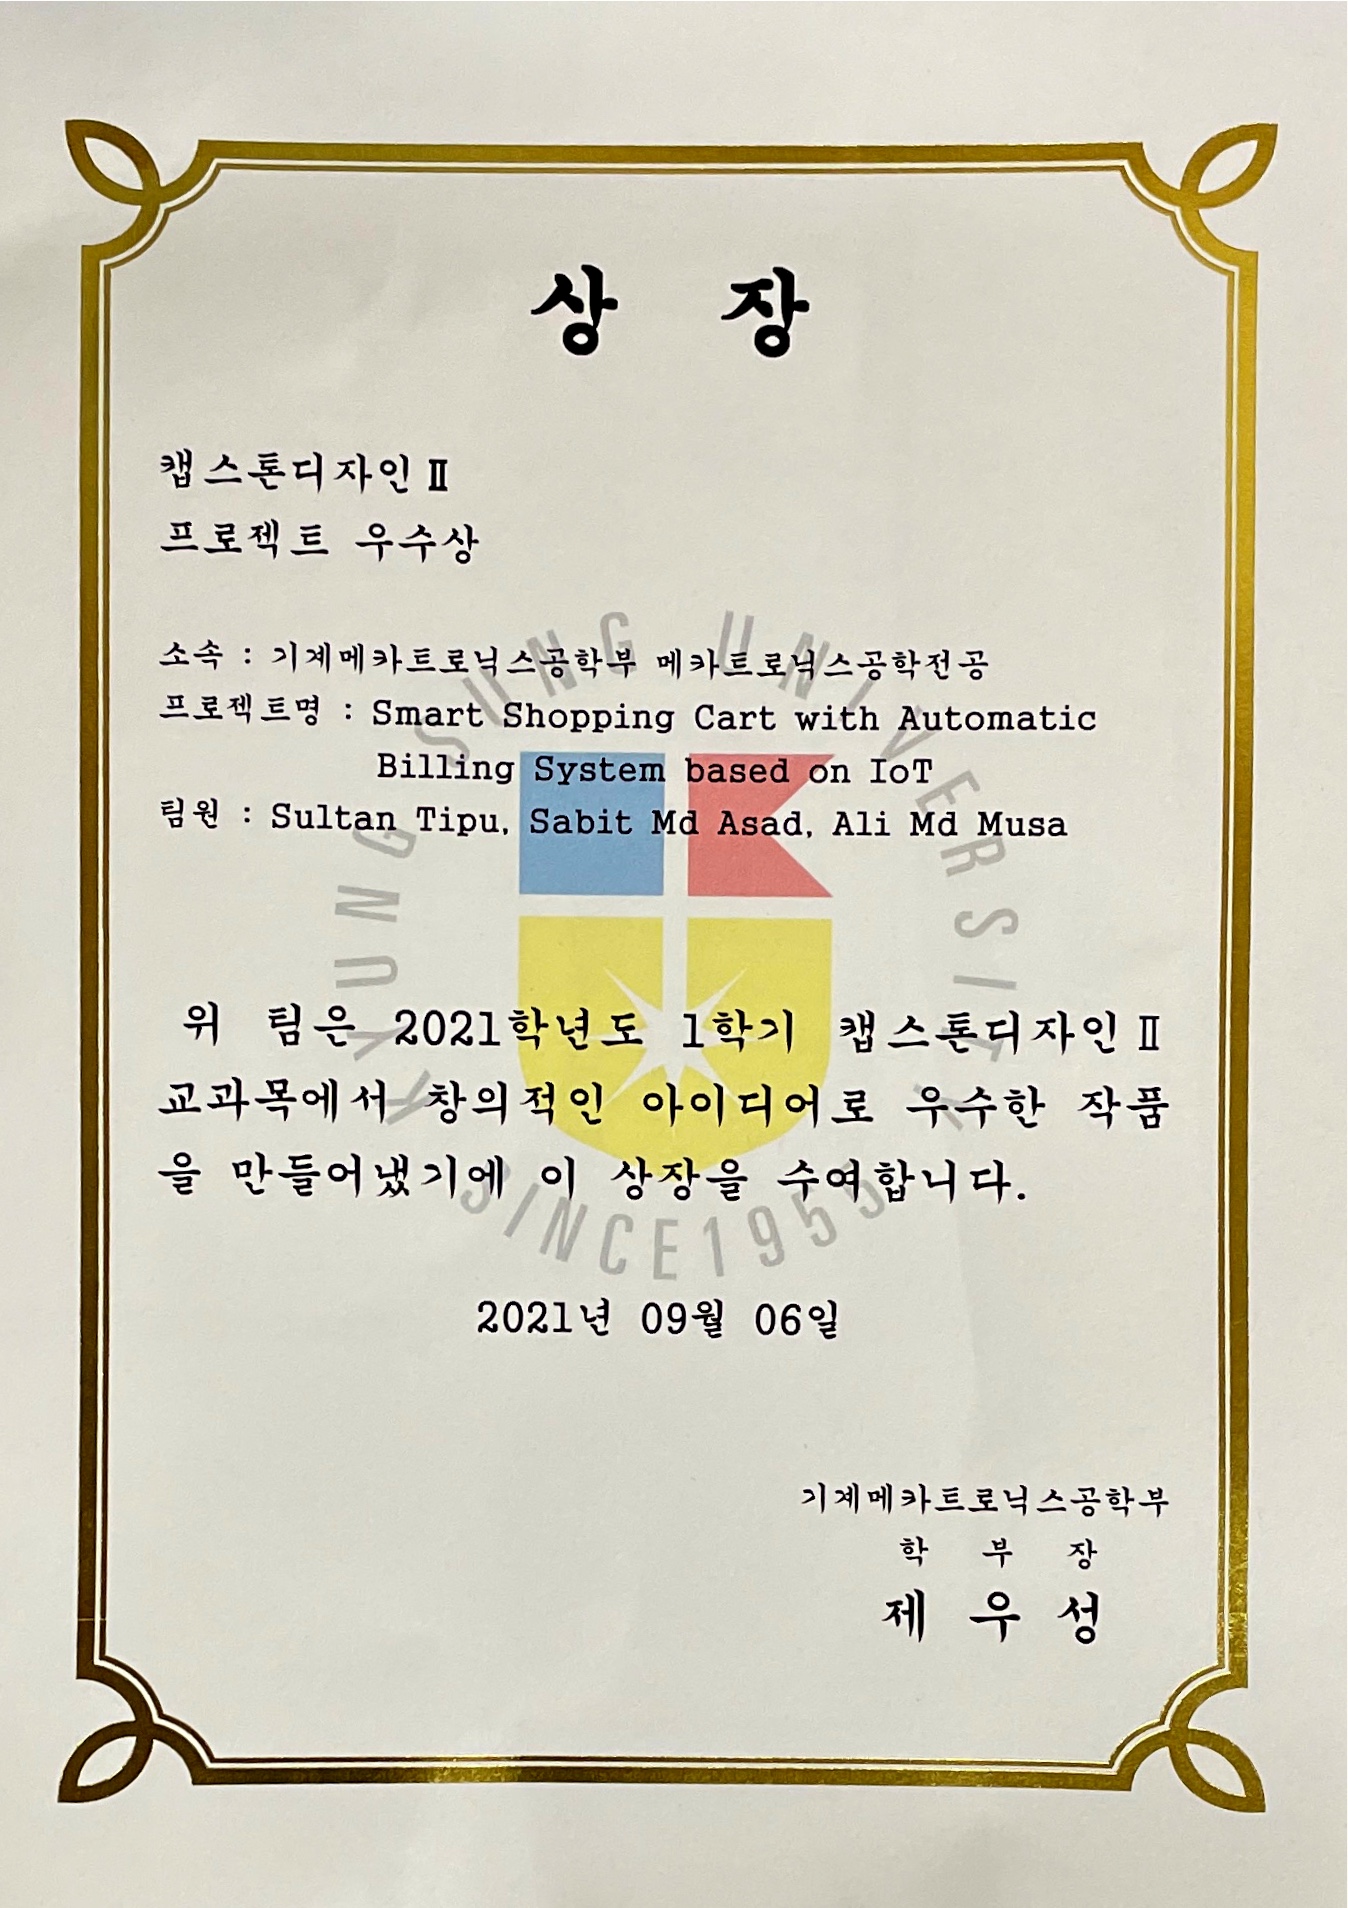 상 장
캡스톤디자인Ⅱ
프로젝트 우수상
소속 : 기계메카트로닉스공학부 메카트로닉스공학전공
프로젝트명 : Smart Shopping Cart with Automatic
Billing System based on IoT
팀원 : Sultan Tipu, Sabit Md Asad, Ali Md Musa
위 팀은 2021학년도 1학기 캡스톤디자인Ⅱ
교과목에서 창의적인 아이디어로 우수한 작품
을 만들어냈기에 이 상장을 수여합니다.
2021년 09월 06일
기계메카트로닉스공학부
학 부 장
제 우 성
KYUNG SUNG UNIVERSITY
SINCE1955